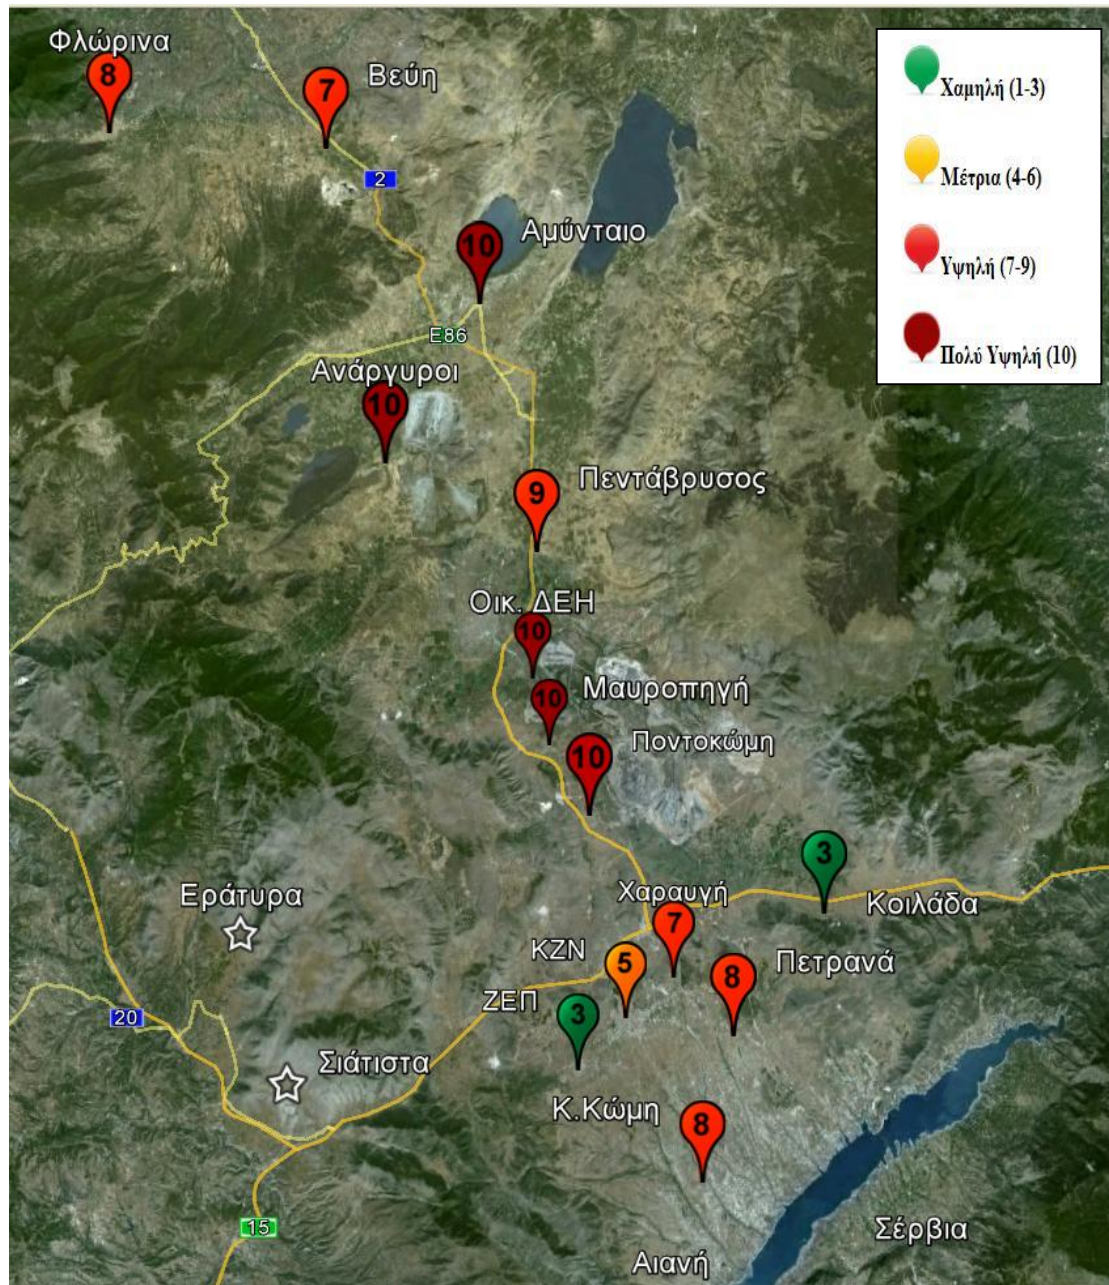 Φλώρινα
8
7
Βεύη
2
10
Αμύνταιο
E86
Ανάργυροι
10
9
Πεντάβρυσος
Οικ. ΔΕΗ
10
Μαυροπηγή
10
Ποντοκώμη
10
3
Κοιλάδα
Χαραυγή
7
Εράτυρα
KZN
5
Πετρανά
8
ΖΕΠ
3
20
Σιάτιστα
Κ.Κώμη
8
15
Σέρβια
Αιανή
Χαμηλή (1-3)
Μέτρια (4-6)
Υψηλή (7-9)
Πολύ Υψηλή (10)